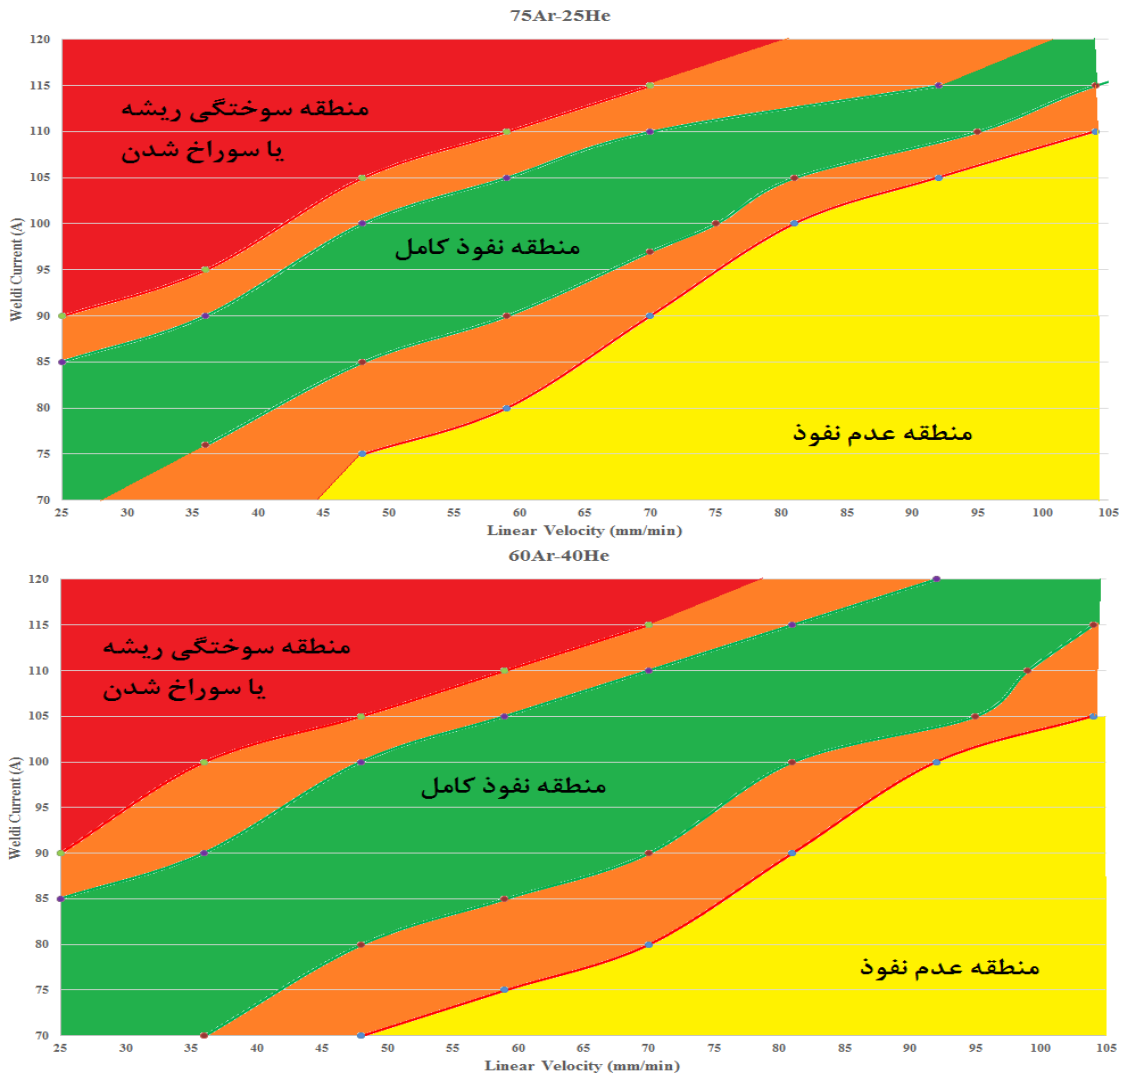 75Ar-25He
120
115
110
105
100
95
90
85
80
75
70
Weldi Current (A)
منطقه سوختگی ریشه
یا سوراخ شدن
منطقه نفوذ کامل
منطقه عدم نفوذ
25 30 35 40 45 50 55 60 65 70 75 80 85 90 95 100 105
Linear Velocity (mm/min)
60Ar-40He
120
115
110
105
100
95
90
85
80
75
70
Weldi Current (A)
منطقه سوختگی ریشه
یا سوراخ شدن
منطقه نفوذ کامل
منطقه عدم نفوذ
25 30 35 40 45 50 55 60 65 70 75 80 85 90 95 100 105
Linear Velocity (mm/min)